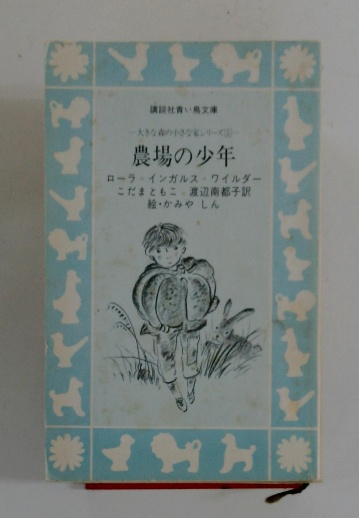 講談社青い鳥文庫
―大きな森の小さな家シリーズ⑤―
農場の少年
ローラ=インガルス・ワイルダー
こだまともこ・渡辺南都子訳
絵・かみや しん